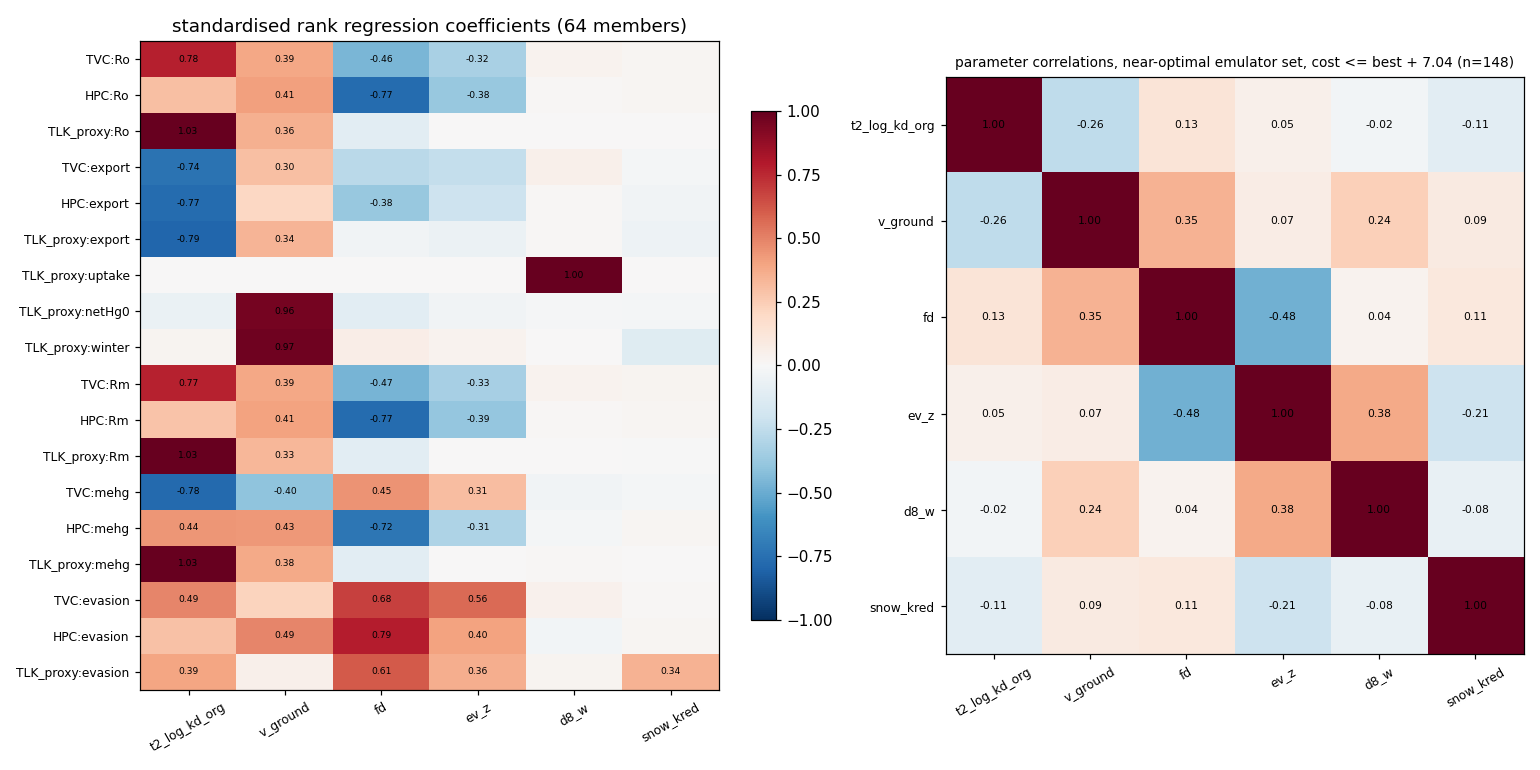 standardised rank regression coefficients (64 members)
TVC:Ro 0.78 0.39 -0.46 -0.32
HPC:Ro 0.41 -0.77 -0.38
TLK_proxy:Ro 1.03 0.36
TVC:export -0.74 0.30
HPC:export -0.77 -0.38
TLK_proxy:export -0.79 0.34
TLK_proxy:uptake 1.00
TLK_proxy:netHg0 0.96
TLK_proxy:winter 0.97
TVC:Rm 0.77 0.39 -0.47 -0.33
HPC:Rm 0.41 -0.77 -0.39
TLK_proxy:Rm 1.03 0.33
TVC:mehg -0.78 -0.40 0.45 0.31
HPC:mehg 0.44 0.43 -0.72 -0.31
TLK_proxy:mehg 1.03 0.38
TVC:evasion 0.49 0.68 0.56
HPC:evasion 0.49 0.79 0.40
TLK_proxy:evasion 0.39 0.61 0.36 0.34
t2_log_kd_org v_ground fd ev_z d8_w snow_kred
1.00
0.75
0.50
0.25
0.00
−0.25
−0.50
−0.75
−1.00
parameter correlations, near-optimal emulator set, cost <= best + 7.04 (n=148)
t2_log_kd_org 1.00 -0.26 0.13 0.05 -0.02 -0.11
v_ground -0.26 1.00 0.35 0.07 0.24 0.09
fd 0.13 0.35 1.00 -0.48 0.04 0.11
ev_z 0.05 0.07 -0.48 1.00 0.38 -0.21
d8_w -0.02 0.24 0.04 0.38 1.00 -0.08
snow_kred -0.11 0.09 0.11 -0.21 -0.08 1.00
t2_log_kd_org v_ground fd ev_z d8_w snow_kred